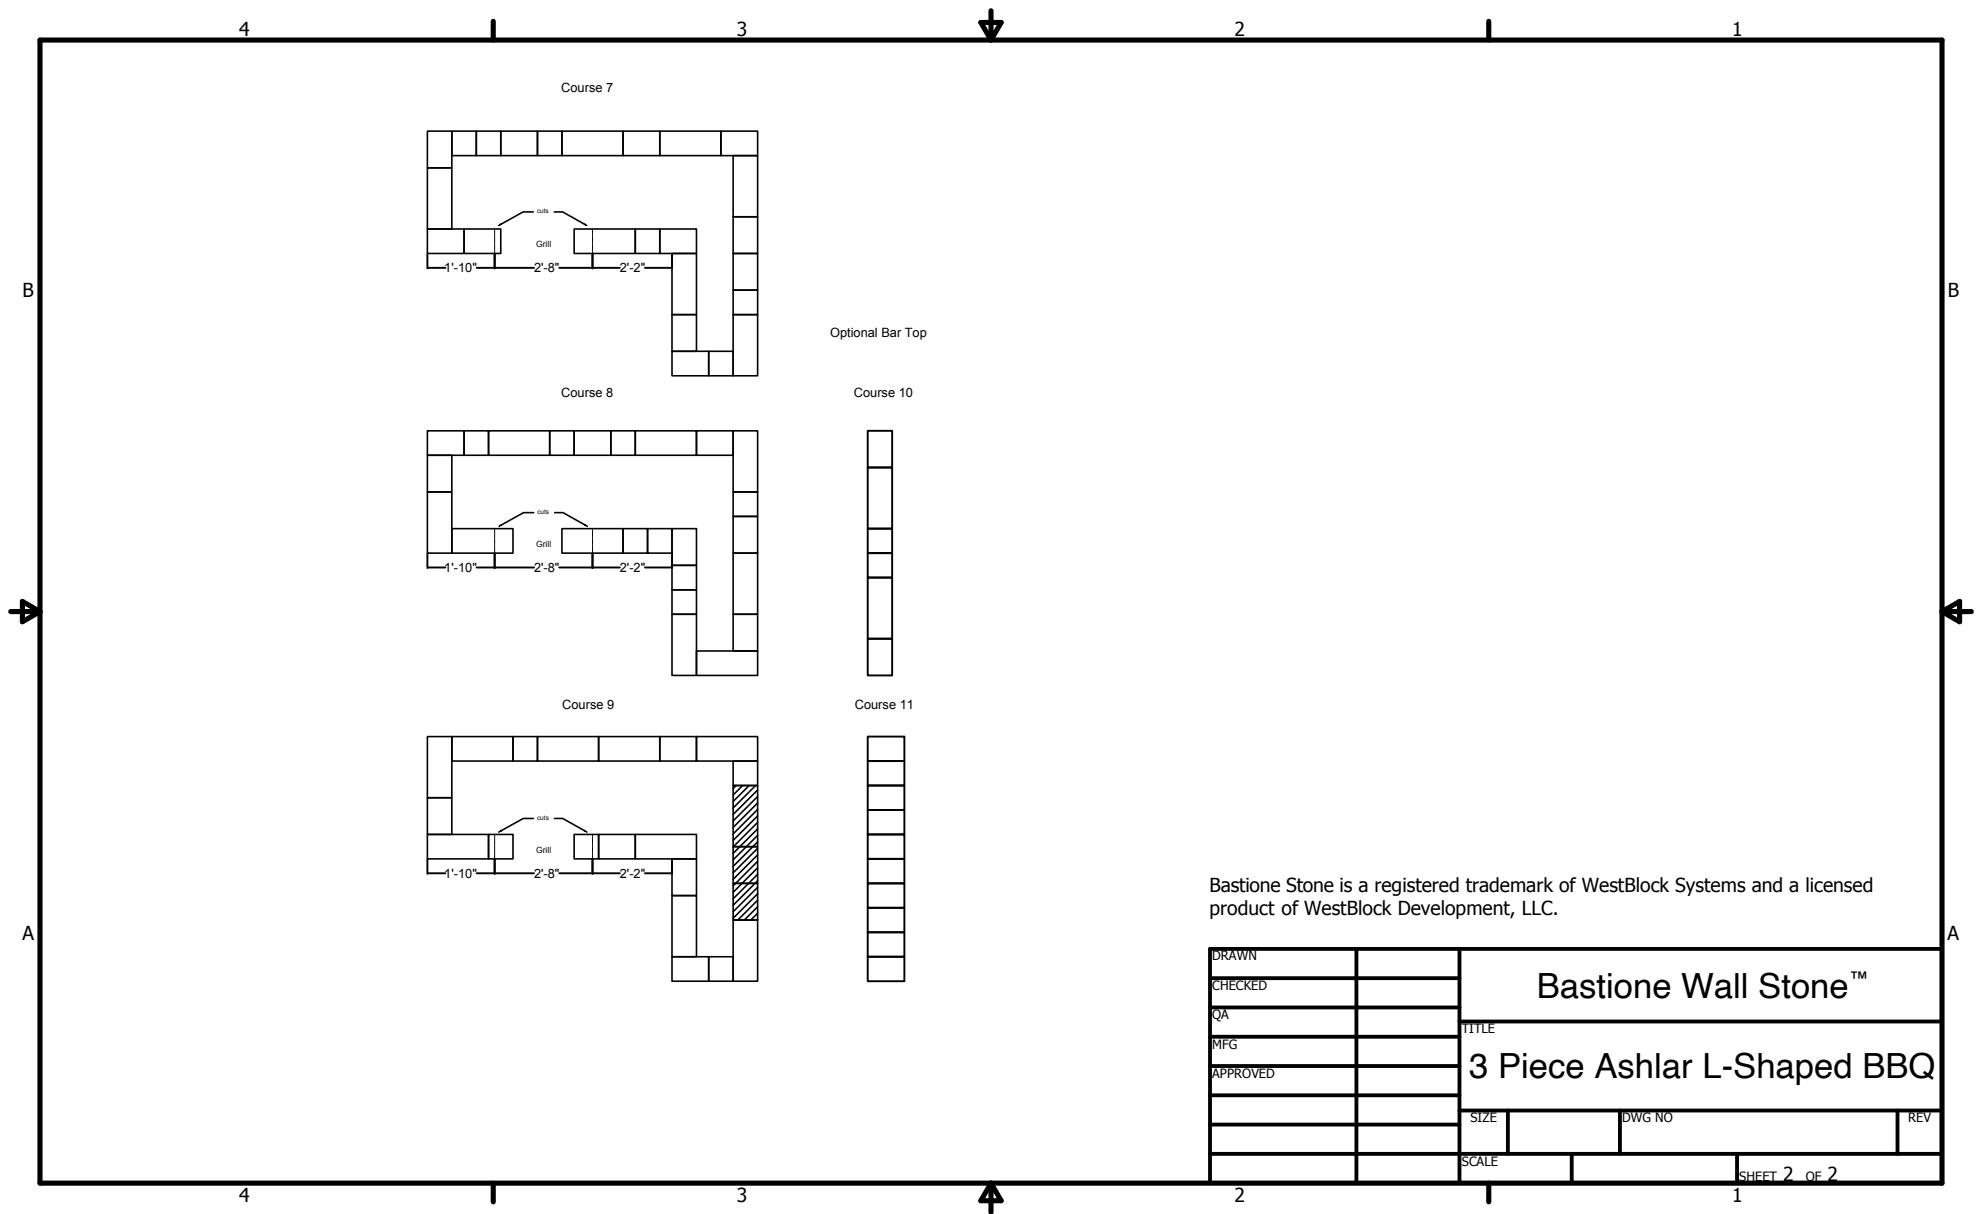 4
3
2
1
Course 7
cuts
Grill
1'-10"
2'-8"
2'-2"
B
B
Optional Bar Top
Course 8
Course 10
cuts
Grill
1'-10"
2'-8"
2'-2"
Course 9
Course 11
cuts
Grill
1'-10"
2'-8"
2'-2"
A
A
Bastione Stone is a registered trademark of WestBlock Systems and a licensed
product of WestBlock Development, LLC.
DRAWN
CHECKED
QA
MFG
APPROVED
Bastione Wall Stone™
TITLE
3 Piece Ashlar L-Shaped BBQ
SIZE
DWG NO
REV
SCALE
SHEET 2 OF 2
4
3
2
1